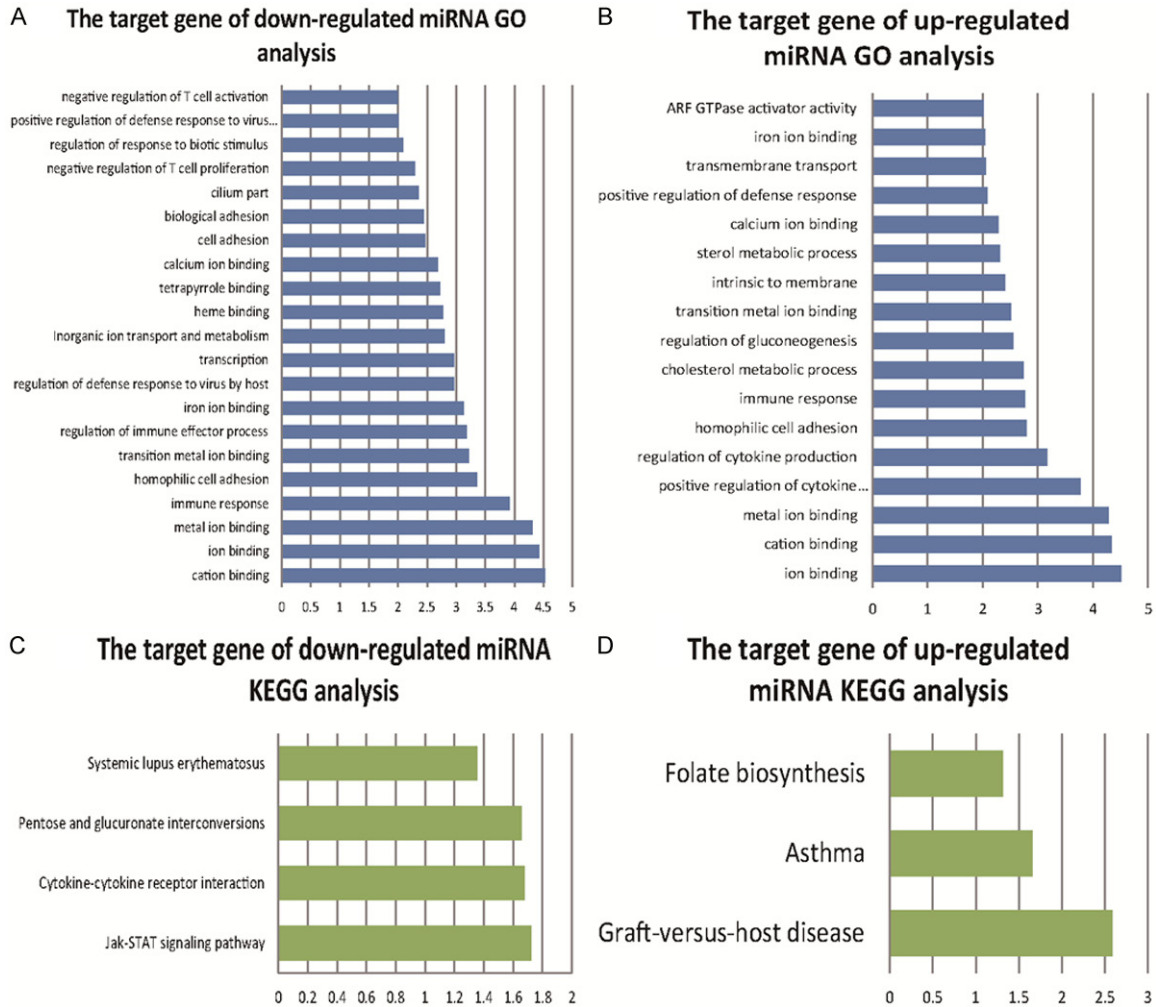 A
The target gene of down-regulated miRNA GO
analysis
negative regulation of T cell activation
positive regulation of defense response to virus...
regulation of response to biotic stimulus
negative regulation of T cell proliferation
cilium part
biological adhesion
cell adhesion
calcium ion binding
tetrapyrrole binding
heme binding
Inorganic ion transport and metabolism
transcription
regulation of defense response to virus by host
iron ion binding
regulation of immune effector process
transition metal ion binding
homophilic cell adhesion
immune response
metal ion binding
ion binding
cation binding
0 0.5 1 1.5 2 2.5 3 3.5 4 4.5 5
B
The target gene of up-regulated
miRNA GO analysis
ARF GTPase activator activity
iron ion binding
transmembrane transport
positive regulation of defense response
calcium ion binding
sterol metabolic process
intrinsic to membrane
transition metal ion binding
regulation of gluconeogenesis
cholesterol metabolic process
immune response
homophilic cell adhesion
regulation of cytokine production
positive regulation of cytokine...
metal ion binding
cation binding
ion binding
0 1 2 3 4 5
C
The target gene of down-regulated miRNA
KEGG analysis
Systemic lupus erythematosus
Pentose and glucuronate interconversions
Cytokine-cytokine receptor interaction
Jak-STAT signaling pathway
0 0.2 0.4 0.6 0.8 1 1.2 1.4 1.6 1.8 2
D
The target gene of up-regulated
miRNA KEGG analysis
Folate biosynthesis
Asthma
Graft-versus-host disease
0 0.5 1 1.5 2 2.5 3